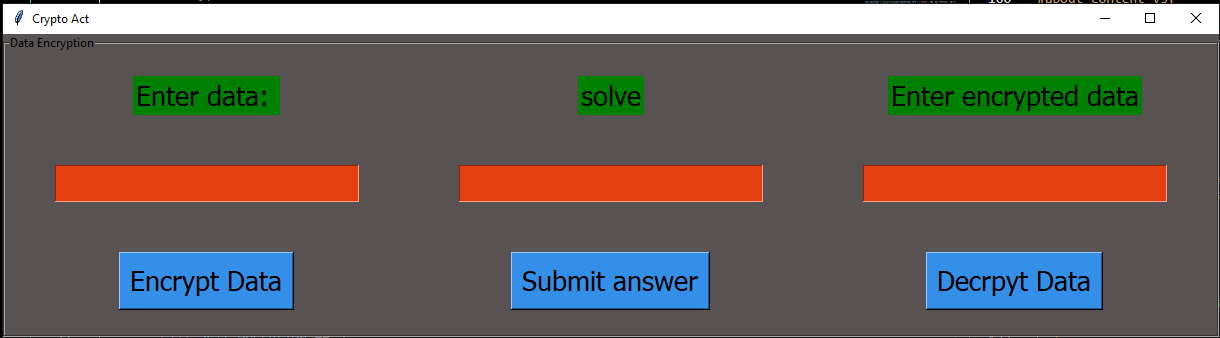 Crypto Act
Data Encryption
Enter data:
solve
Enter encrypted data
Encrypt Data
Submit answer
Decrpyt Data